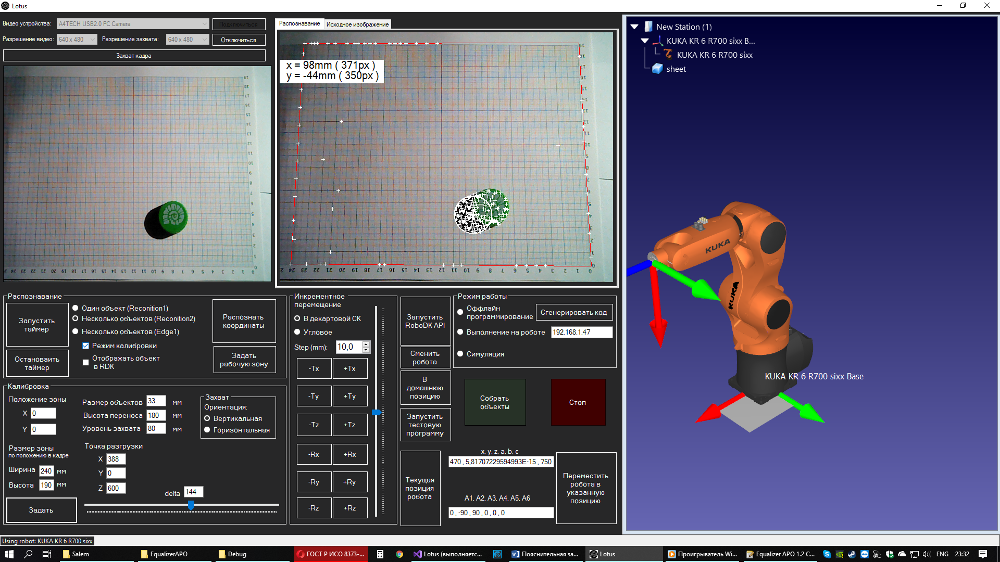 Lotus
Видео устройства:
A4TECH USB2.0 PC Camera
Подключиться
Разрешение видео:
640 x 480
Разрешение захвата:
640 x 480
Отключиться
Захват кадра
Распознавание
Исходное изображение
x = 98mm ( 371px )
y = -44mm ( 350px )
New Station (1)
KUKA KR 6 R700 sixx B...
KUKA KR 6 R700 sixx
sheet
KUKA
KUKA
KUKA KR 6 R700 sixx Base
Распознавание
Запустить
таймер
Остановаить
таймер
Один объект (Reconition1)
Несколько объектов (Reconition2)
Несколько объектов (Edge1)
Режим калибровки
Отображать объект
в RDK
Распознать
координаты
Задать
рабочую зону
Калибровка
Положение зоны
X 0
Y 0
Размер зоны
по положению в кадре
Ширина 240 мм
Высота 190 мм
Задать
Размер объектов 33 мм
Высота переноса 180 мм
Уровень захвата 80 мм
Точка разгрузки
X 388
Y 0
Z 600
Захват
Ориентация:
Вертикальная
Горизонтальная
delta 144
Инкрементное
перемещение
В декартовой СК
Угловое
Step (mm): 10,0
-Tx +Tx
-Ty +Ty
-Tz +Tz
-Rx +Rx
-Ry +Ry
-Rz +Rz
Запустить
RoboDK API
Сменить
робота
В
домашнюю
позицию
Запустить
тестовую
программу
Текущая
позиция
робота
Режим работы
Оффлайн
программирование
Сгенерировать код
Выполнение на роботе
192.168.1.47
Симуляция
Собрать
объекты
Стоп
x, y, z, a, b, c
470 , 5,81707229594993E-15 , 750
A1, A2, A3, A4, A5, A6
0 , -90 , 90 , 0 , 0 , 0
Переместить
робота в
указанную
позицию
Using robot: KUKA KR 6 R700 sixx
Salem
EqualizerAPO
Debug
ГОСТ Р ИСО 8373-...
Lotus (выполняетс...
Пояснительная за...
Lotus
Проигрыватель Wi...
Equalizer APO 1.2 C...
ENG
23:32